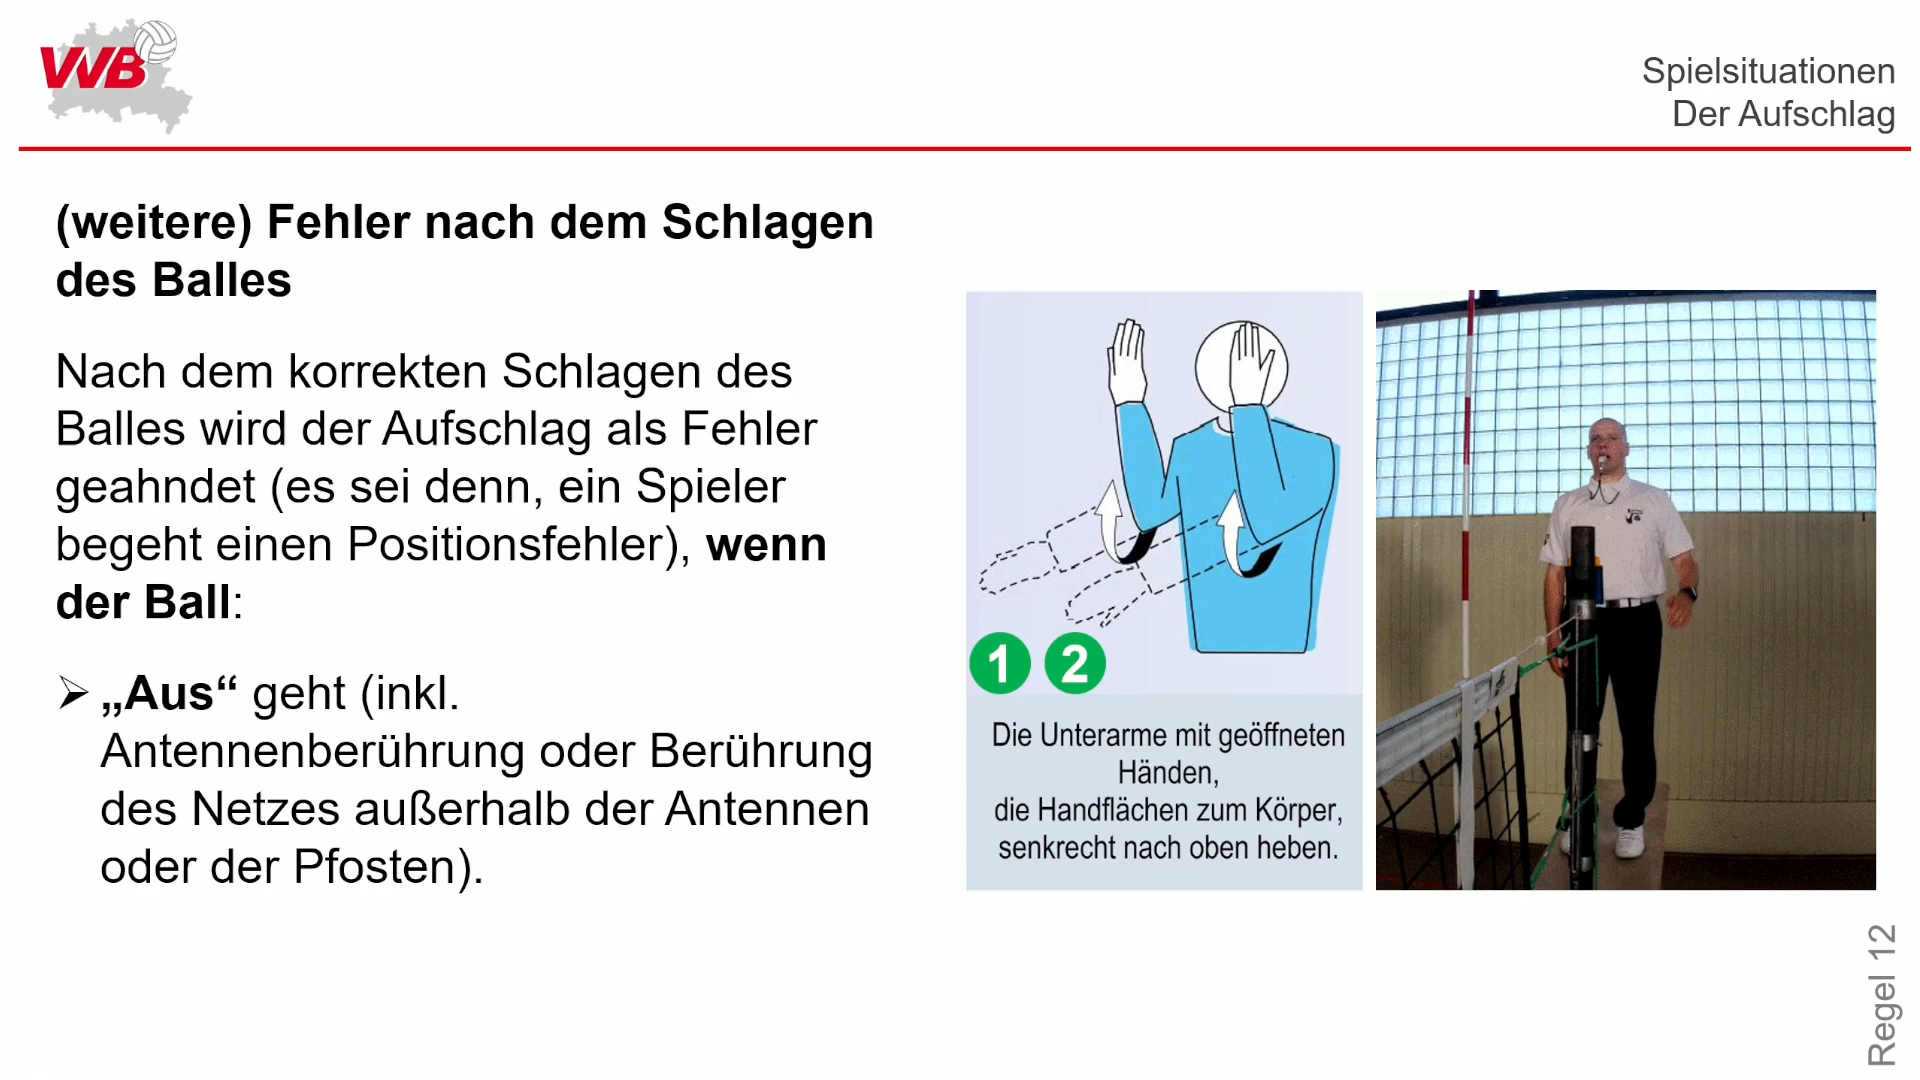 VVB
Spielsituationen
Der Aufschlag
(weitere) Fehler nach dem Schlagen
des Balles
Nach dem korrekten Schlagen des
Balles wird der Aufschlag als Fehler
geahndet (es sei denn, ein Spieler
begeht einen Positionsfehler), wenn
der Ball:
➢ „Aus“ geht (inkl.
Antennenberührung oder Berührung
des Netzes außerhalb der Antennen
oder der Pfosten).
1 2
Die Unterarme mit geöffneten
Händen,
die Handflächen zum Körper,
senkrecht nach oben heben.
Regel 12